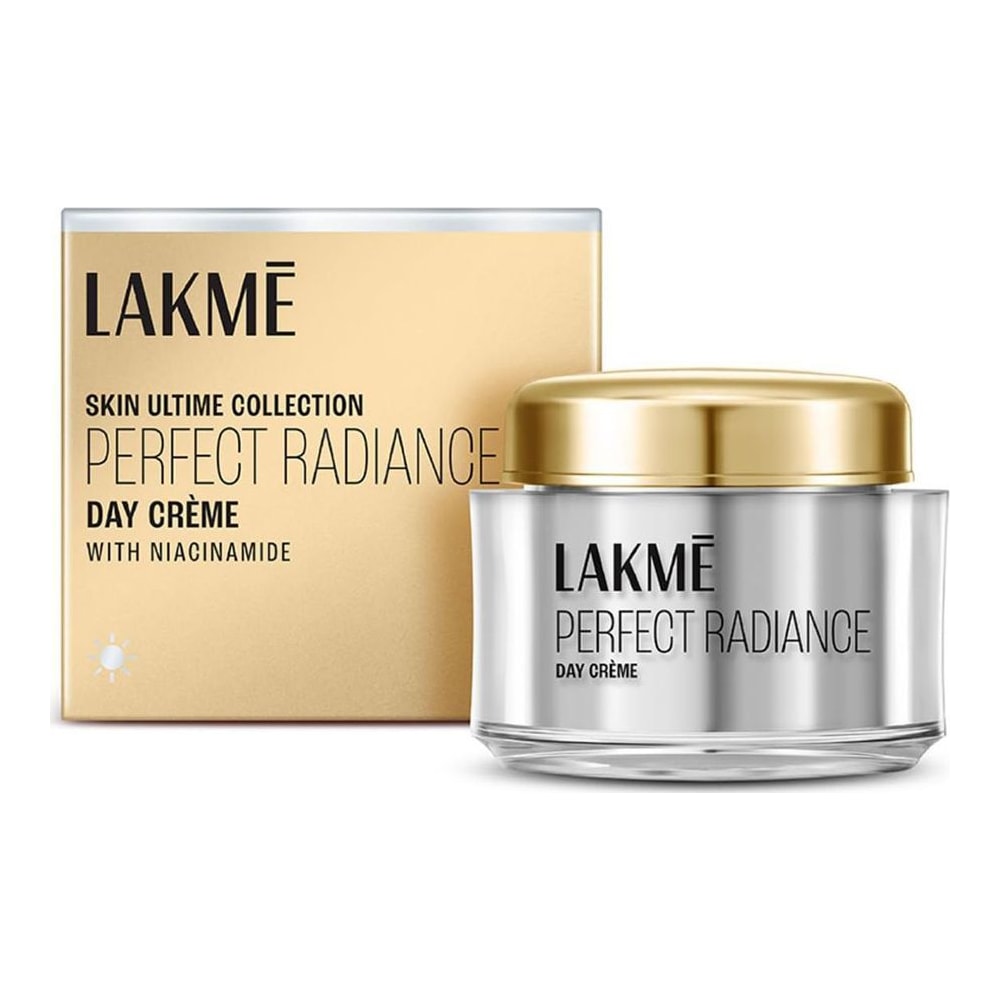 LAKMĒ
SKIN ULTIME COLLECTION
PERFECT RADIANCE
DAY CRÈME
WITH NIACINAMIDE
LAKMĒ
PERFECT RADIANCE
DAY CRÈME